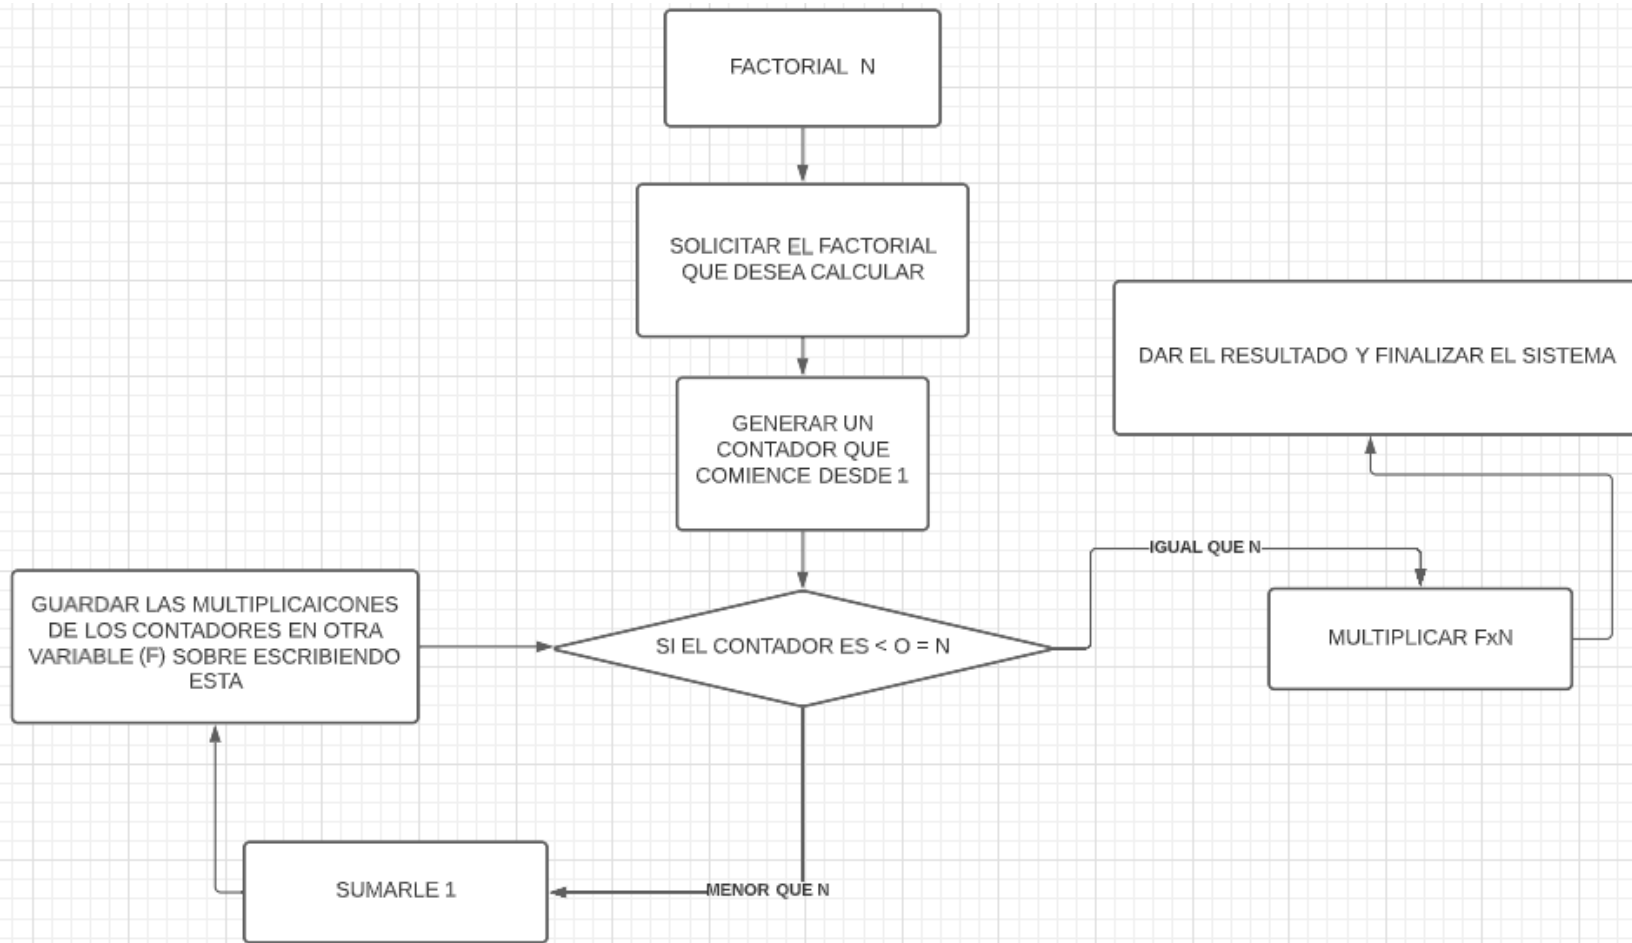 FACTORIAL N
SOLICITAR EL FACTORIAL
QUE DESEA CALCULAR
GENERAR UN
CONTADOR QUE
COMIENCE DESDE 1
DAR EL RESULTADO Y FINALIZAR EL SISTEMA
IGUAL QUE N
GUARDAR LAS MULTIPLICAICONES
DE LOS CONTADORES EN OTRA
VARIABLE (F) SOBRE ESCRIBIENDO
ESTA
SI EL CONTADOR ES < O = N
MULTIPLICAR FxN
SUMARLE 1
MENOR QUE N